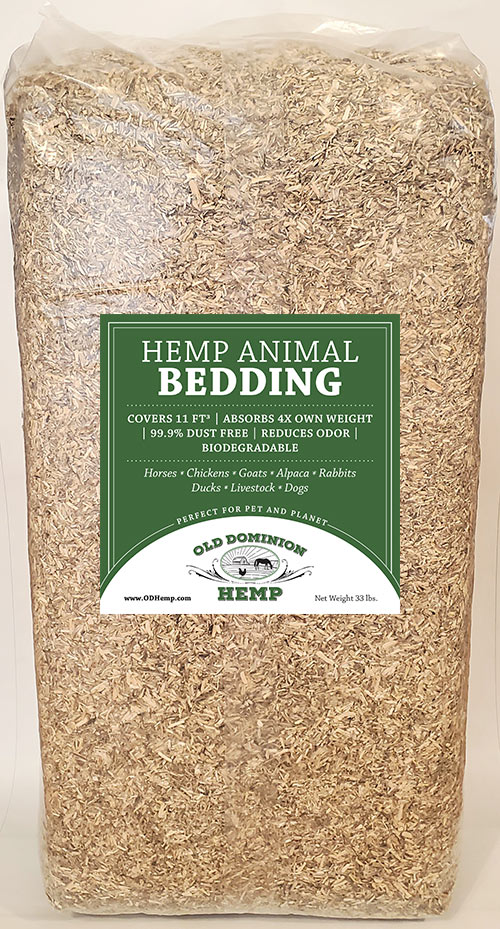 HEMP ANIMAL
BEDDING
COVERS 11 FT³ | ABSORBS 4X OWN WEIGHT
| 99.9% DUST FREE | REDUCES ODOR |
BIODEGRADABLE
Horses * Chickens * Goats * Alpaca * Rabbits
Ducks * Livestock * Dogs
PERFECT FOR PET AND PLANET
OLD DOMINION
HEMP
www.ODHemp.com
Net Weight 33 lbs.